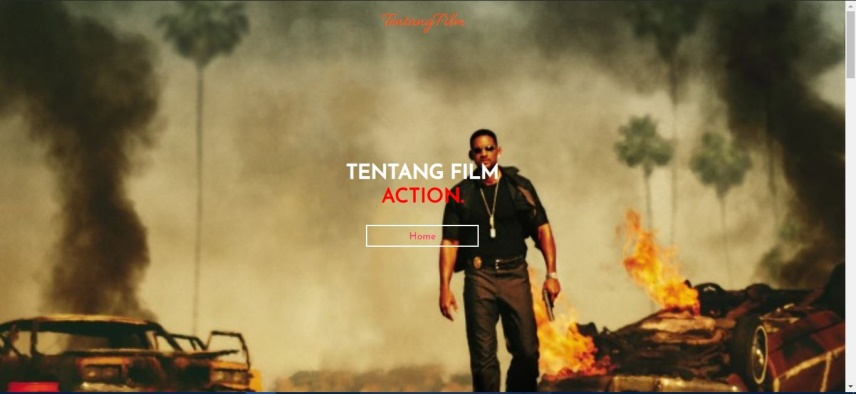 TentangFilm
TENTANG FILM
ACTION.
Home